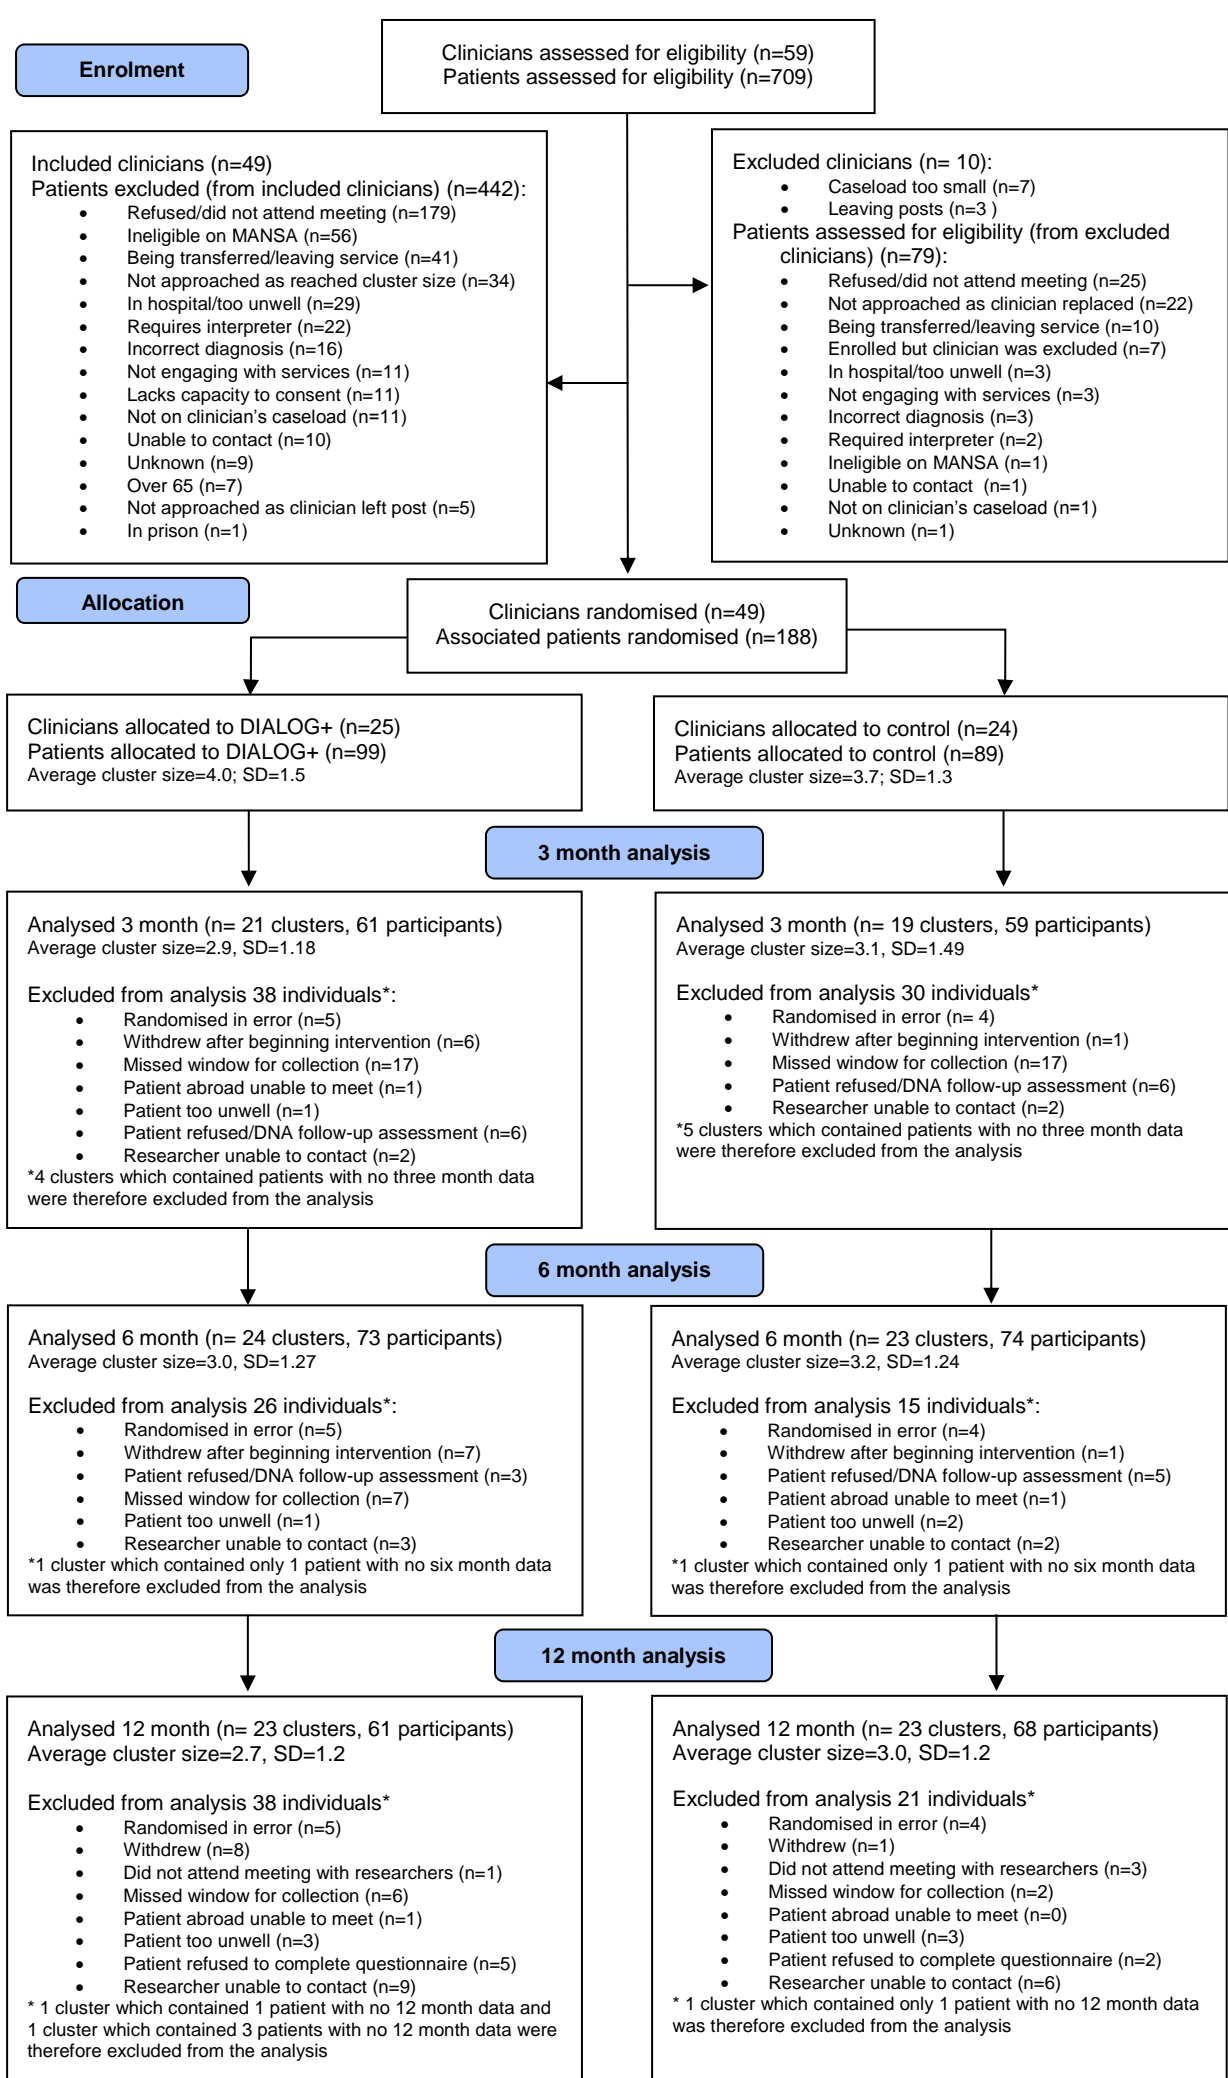 Enrolment
Clinicians assessed for eligibility (n=59)
Patients assessed for eligibility (n=709)
Included clinicians (n=49)
Patients excluded (from included clinicians) (n=442):
• Refused/did not attend meeting (n=179)
• Ineligible on MANSA (n=56)
• Being transferred/leaving service (n=41)
• Not approached as reached cluster size (n=34)
• In hospital/too unwell (n=29)
• Requires interpreter (n=22)
• Incorrect diagnosis (n=16)
• Not engaging with services (n=11)
• Lacks capacity to consent (n=11)
• Not on clinician's caseload (n=11)
• Unable to contact (n=10)
• Unknown (n=9)
• Over 65 (n=7)
• Not approached as clinician left post (n=5)
• In prison (n=1)
Excluded clinicians (n= 10):
• Caseload too small (n=7)
• Leaving posts (n=3 )
Patients assessed for eligibility (from excluded
clinicians) (n=79):
• Refused/did not attend meeting (n=25)
• Not approached as clinician replaced (n=22)
• Being transferred/leaving service (n=10)
• Enrolled but clinician was excluded (n=7)
• In hospital/too unwell (n=3)
• Not engaging with services (n=3)
• Incorrect diagnosis (n=3)
• Required interpreter (n=2)
• Ineligible on MANSA (n=1)
• Unable to contact  (n=1)
• Not on clinician's caseload (n=1)
• Unknown (n=1)
Allocation
Clinicians randomised (n=49)
Associated patients randomised (n=188)
Clinicians allocated to DIALOG+ (n=25)
Patients allocated to DIALOG+ (n=99)
Average cluster size=4.0; SD=1.5
Clinicians allocated to control (n=24)
Patients allocated to control (n=89)
Average cluster size=3.7; SD=1.3
3 month analysis
Analysed 3 month (n= 21 clusters, 61 participants)
Average cluster size=2.9, SD=1.18
Excluded from analysis 38 individuals*:
• Randomised in error (n=5)
• Withdrew after beginning intervention (n=6)
• Missed window for collection (n=17)
• Patient abroad unable to meet (n=1)
• Patient too unwell (n=1)
• Patient refused/DNA follow-up assessment (n=6)
• Researcher unable to contact (n=2)
*4 clusters which contained patients with no three month data
were therefore excluded from the analysis
Analysed 3 month (n= 19 clusters, 59 participants)
Average cluster size=3.1, SD=1.49
Excluded from analysis 30 individuals*
• Randomised in error (n= 4)
• Withdrew after beginning intervention (n=1)
• Missed window for collection (n=17)
• Patient refused/DNA follow-up assessment (n=6)
• Researcher unable to contact (n=2)
*5 clusters which contained patients with no three month data
were therefore excluded from the analysis
6 month analysis
Analysed 6 month (n= 24 clusters, 73 participants)
Average cluster size=3.0, SD=1.27
Excluded from analysis 26 individuals*:
• Randomised in error (n=5)
• Withdrew after beginning intervention (n=7)
• Patient refused/DNA follow-up assessment (n=3)
• Missed window for collection (n=7)
• Patient too unwell (n=1)
• Researcher unable to contact (n=3)
*1 cluster which contained only 1 patient with no six month data
was therefore excluded from the analysis
Analysed 6 month (n= 23 clusters, 74 participants)
Average cluster size=3.2, SD=1.24
Excluded from analysis 15 individuals*:
• Randomised in error (n=4)
• Withdrew after beginning intervention (n=1)
• Patient refused/DNA follow-up assessment (n=5)
• Patient abroad unable to meet (n=1)
• Patient too unwell (n=2)
• Researcher unable to contact (n=2)
*1 cluster which contained only 1 patient with no six month data
was therefore excluded from the analysis
12 month analysis
Analysed 12 month (n= 23 clusters, 61 participants)
Average cluster size=2.7, SD=1.2
Excluded from analysis 38 individuals*
• Randomised in error (n=5)
• Withdrew (n=8)
• Did not attend meeting with researchers (n=1)
• Missed window for collection (n=6)
• Patient abroad unable to meet (n=1)
• Patient too unwell (n=3)
• Patient refused to complete questionnaire (n=5)
• Researcher unable to contact (n=9)
* 1 cluster which contained 1 patient with no 12 month data and
1 cluster which contained 3 patients with no 12 month data were
therefore excluded from the analysis
Analysed 12 month (n= 23 clusters, 68 participants)
Average cluster size=3.0, SD=1.2
Excluded from analysis 21 individuals*
• Randomised in error (n=4)
• Withdrew (n=1)
• Did not attend meeting with researchers (n=3)
• Missed window for collection (n=2)
• Patient abroad unable to meet (n=0)
• Patient too unwell (n=3)
• Patient refused to complete questionnaire (n=2)
• Researcher unable to contact (n=6)
* 1 cluster which contained only 1 patient with no 12 month data
was therefore excluded from the analysis